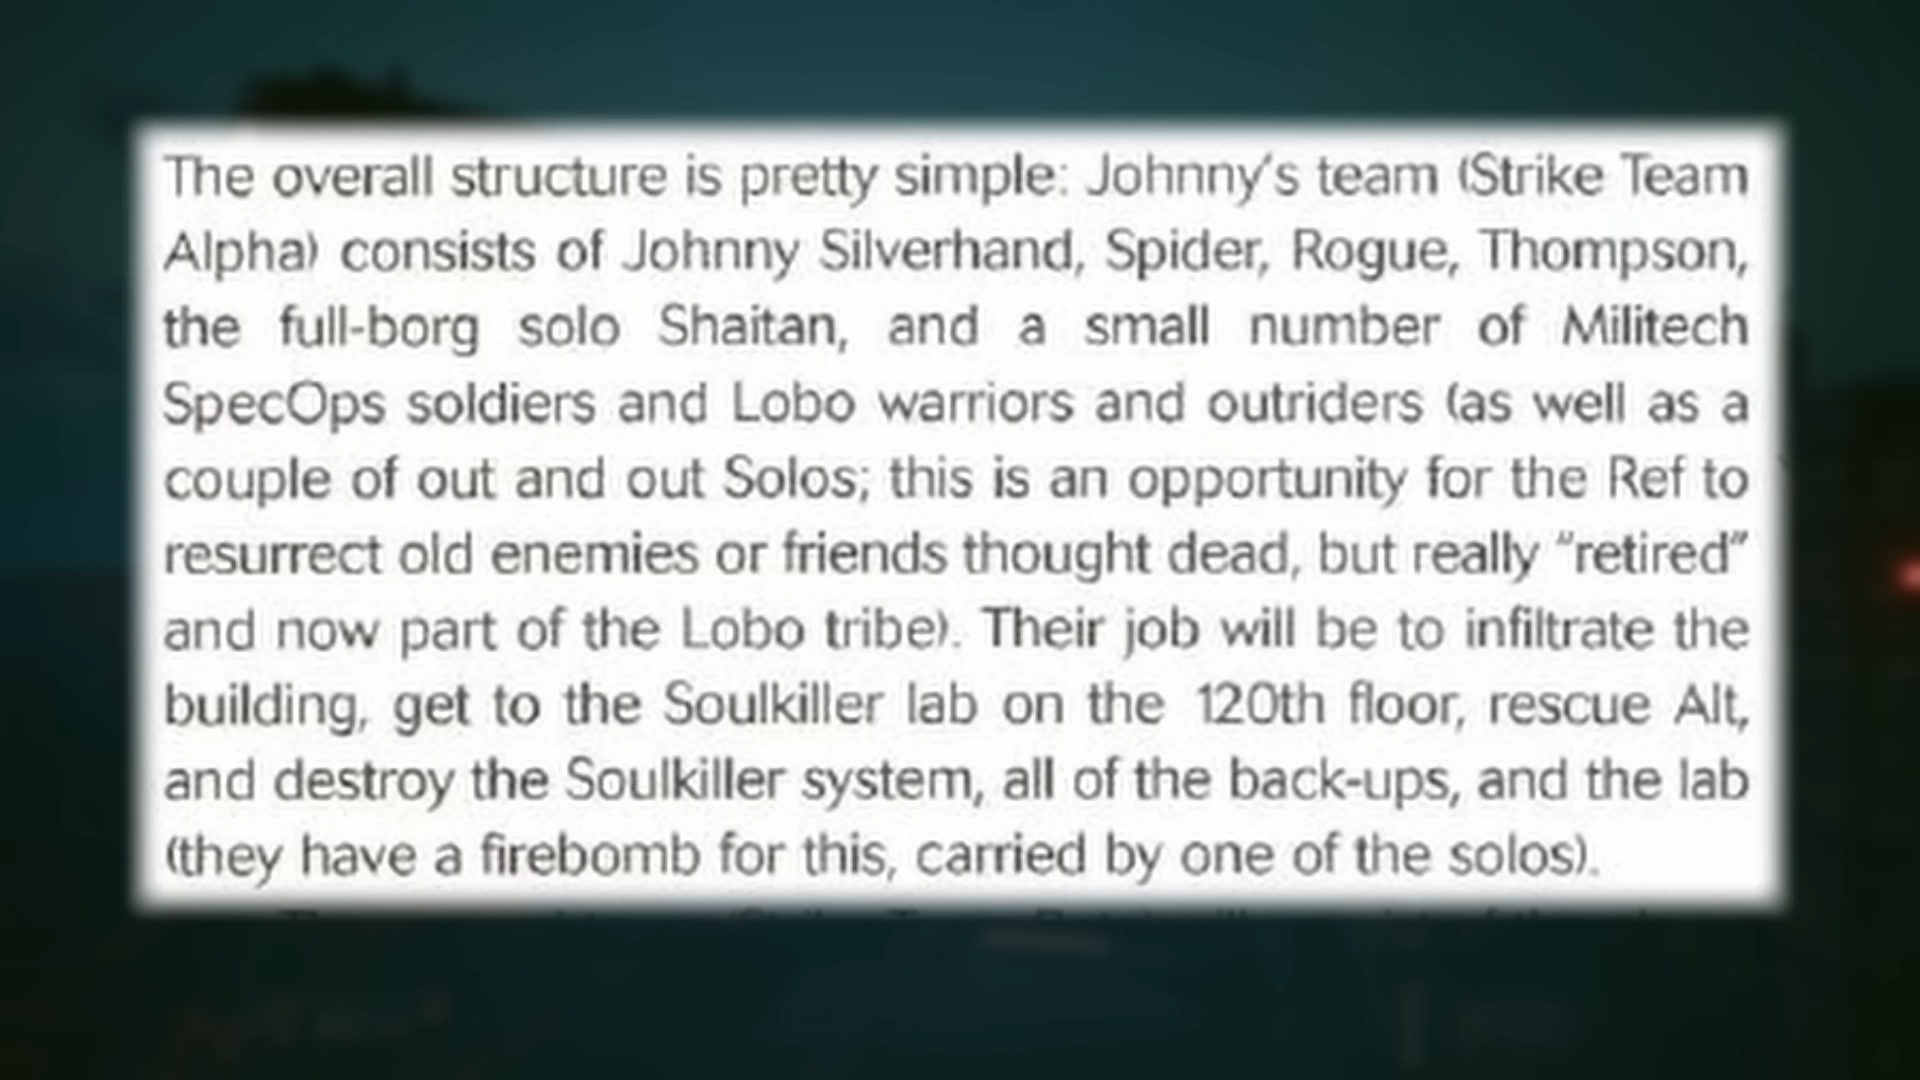 The overall structure is pretty simple: Johnny's team (Strike Team
Alpha) consists of Johnny Silverhand, Spider, Rogue, Thompson,
the full-borg solo Shaitan, and a small number of Militech
SpecOps soldiers and Lobo warriors and outriders (as well as a
couple of out and out Solos; this is an opportunity for the Ref to
resurrect old enemies or friends thought dead, but really "retired"
and now part of the Lobo tribe). Their job will be to infiltrate the
building, get to the Soulkiller lab on the 120th floor, rescue Alt,
and destroy the Soulkiller system, all of the back-ups, and the lab
(they have a firebomb for this, carried by one of the solos).